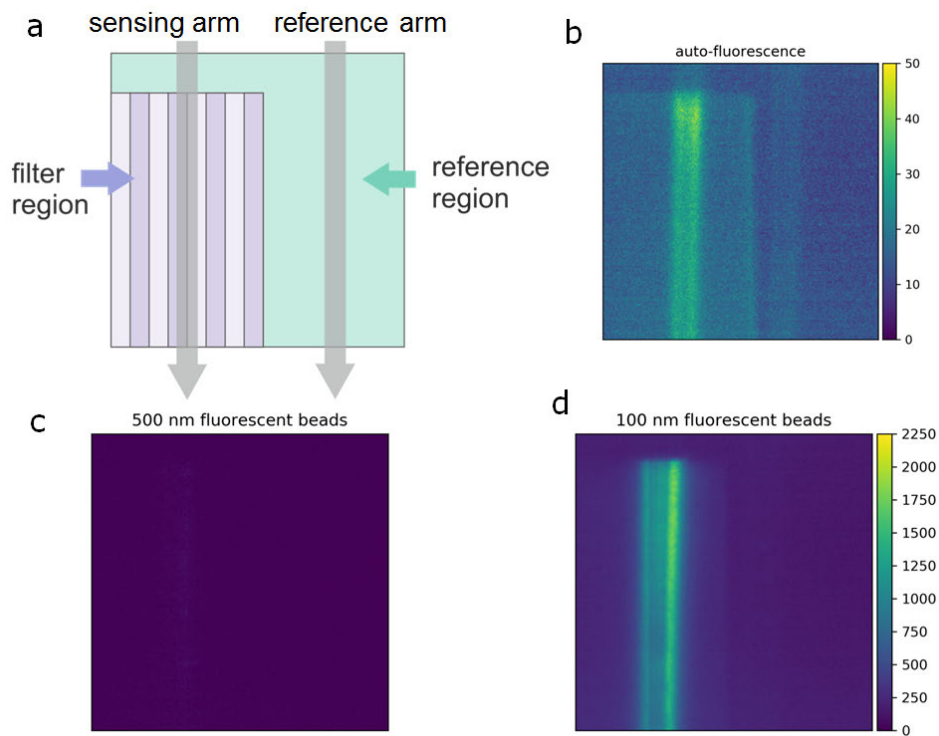 a
sensing arm
reference arm
filter
region
reference
region
b
auto-fluorescence
50
40
30
20
10
0
c
500 nm fluorescent beads
d
100 nm fluorescent beads
2250
2000
1750
1500
1250
1000
750
500
250
0